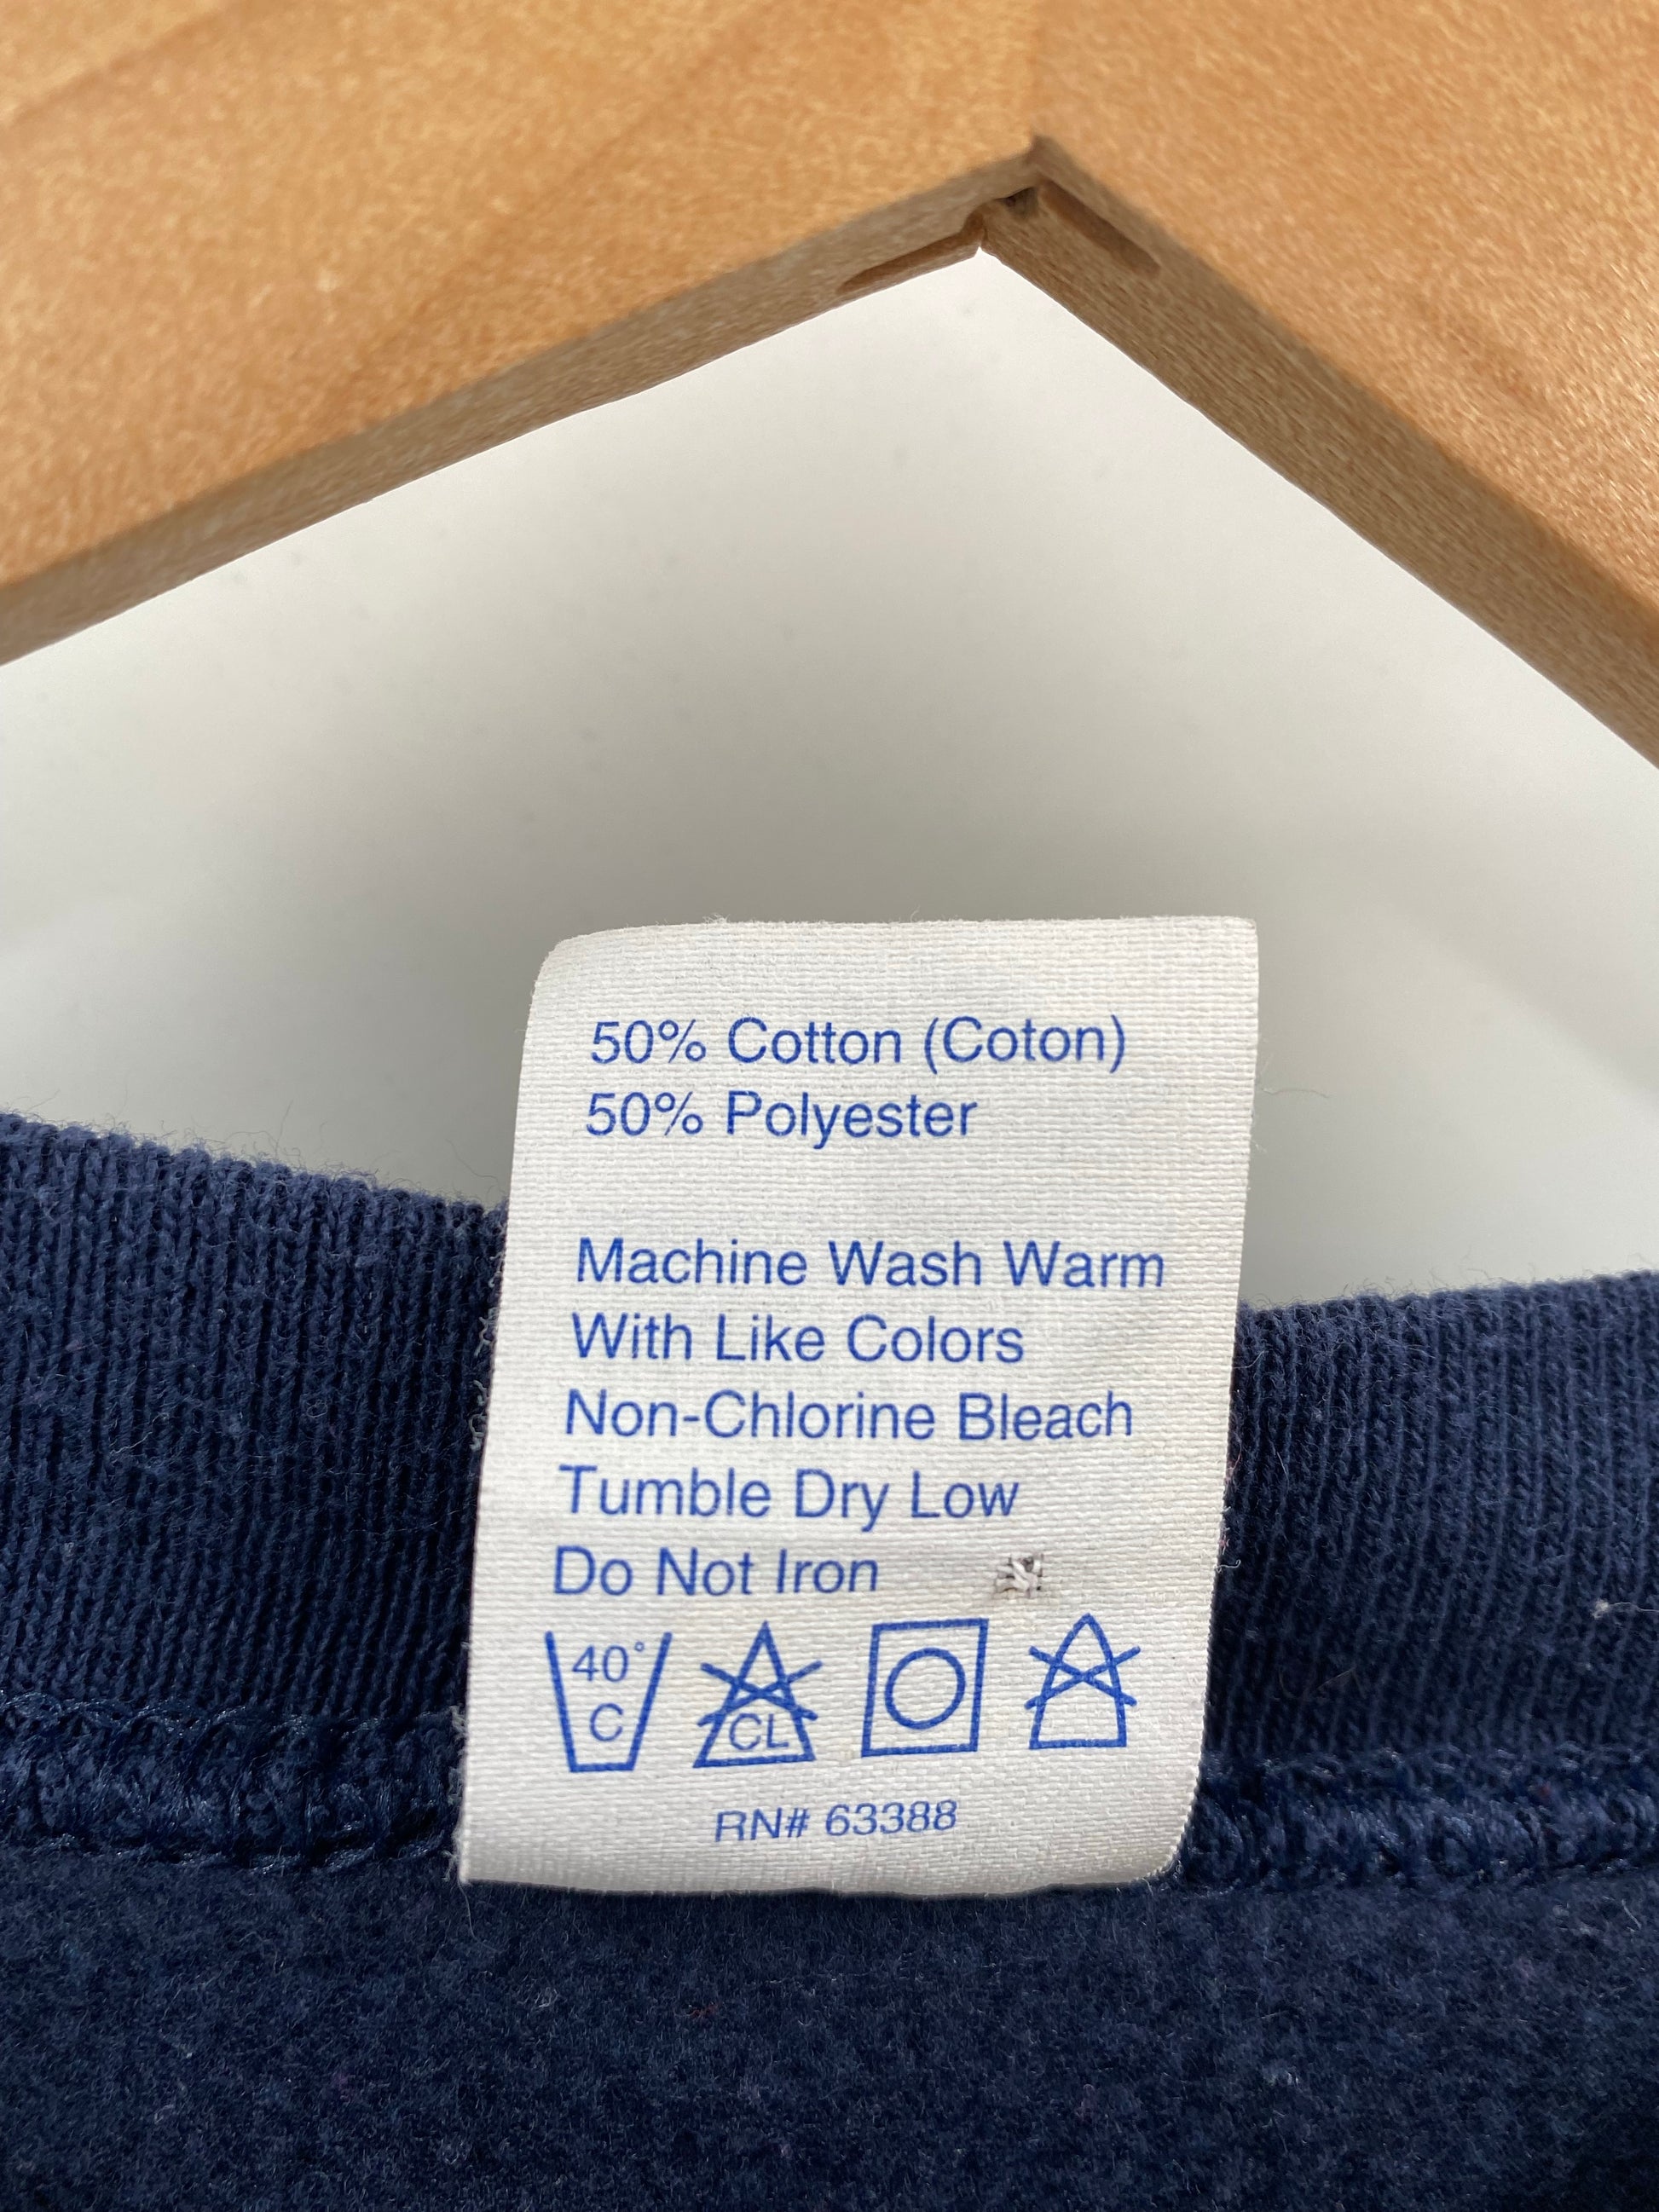 50% Cotton (Coton)
50% Polyester
Machine Wash Warm
With Like Colors
Non-Chlorine Bleach
Tumble Dry Low
Do Not Iron
40°
C
CL
RN# 63388